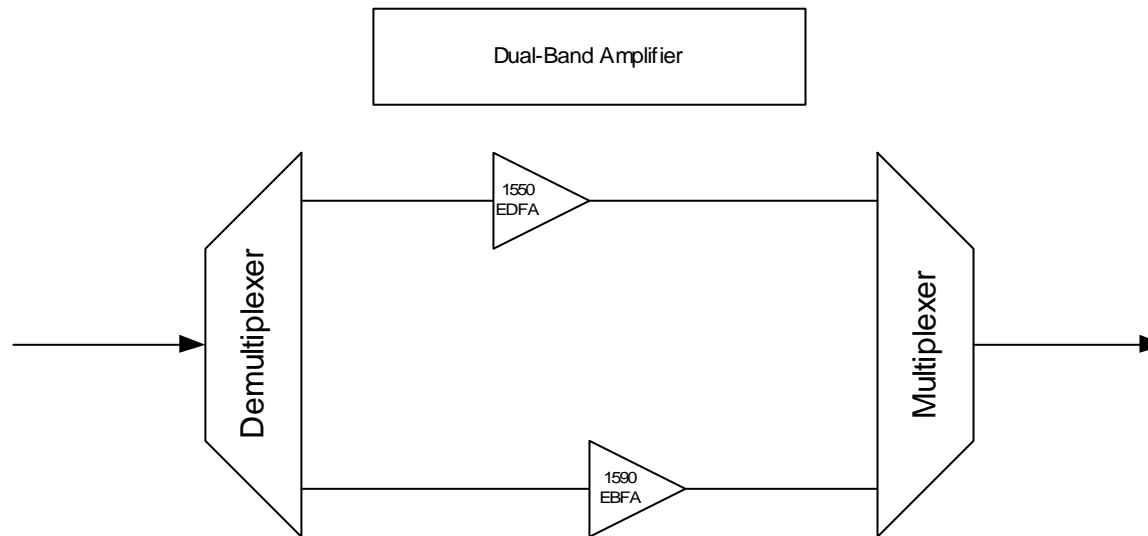 Dual-Band Amplifier
1550
EDFA
Demultiplexer
Multiplexer
1590
EBFA